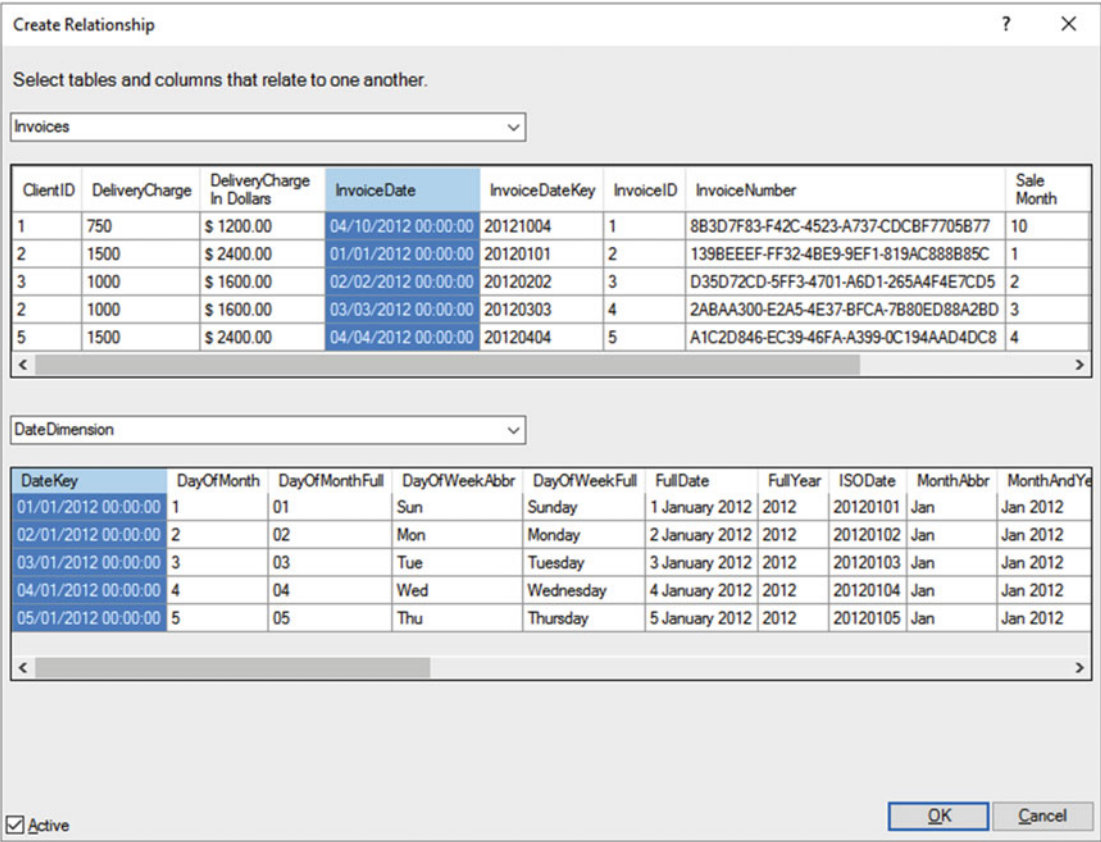 Create Relationship ? ×
Select tables and columns that relate to one another.
Invoices
ClientID DeliveryCharge DeliveryCharge In Dollars InvoiceDate InvoiceDateKey InvoiceID InvoiceNumber Sale Month
1 750 $ 1200.00 04/10/2012 00:00:00 20121004 1 8B3D7F83-F42C-4523-A737-CDCBF7705B77 10
2 1500 $ 2400.00 01/01/2012 00:00:00 20120101 2 139BEEEF-FF32-4BE9-9EF1-819AC888B85C 1
3 1000 $ 1600.00 02/02/2012 00:00:00 20120202 3 D35D72CD-5FF3-4701-A6D1-265A4F4E7CD5 2
2 1000 $ 1600.00 03/03/2012 00:00:00 20120303 4 2ABAA300-E2A5-4E37-BFCA-7B80ED88A2BD 3
5 1500 $ 2400.00 04/04/2012 00:00:00 20120404 5 A1C2D846-EC39-46FA-A399-0C194AAD4DC8 4
DateDimension
DateKey DayOfMonth DayOfMonthFull DayOfWeekAbbr DayOfWeekFull FullDate FullYear ISODate MonthAbbr MonthAndYe
01/01/2012 00:00:00 1 01 Sun Sunday 1 January 2012 2012 20120101 Jan Jan 2012
02/01/2012 00:00:00 2 02 Mon Monday 2 January 2012 2012 20120102 Jan Jan 2012
03/01/2012 00:00:00 3 03 Tue Tuesday 3 January 2012 2012 20120103 Jan Jan 2012
04/01/2012 00:00:00 4 04 Wed Wednesday 4 January 2012 2012 20120104 Jan Jan 2012
05/01/2012 00:00:00 5 05 Thu Thursday 5 January 2012 2012 20120105 Jan Jan 2012
Active OK Cancel